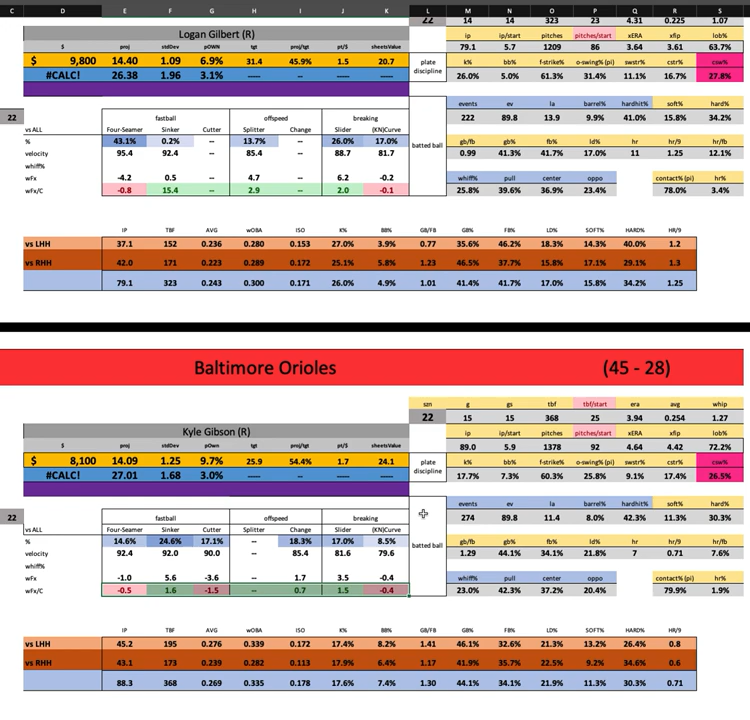 C D E F G H I J K L M N O P Q R S
22 14 14 323 23 4.31 0.225 1.07
Logan Gilbert (R) ip ip/start pitches pitches/start xERA xfip lob%
$ proj stdDev pOWN tgt proj/tgt pt/$ sheetsValue 79.1 5.7 1209 86 3.64 3.61 63.7%
$ 9,800 14.40 1.09 6.9% 31.4 45.9% 1.5 20.7 plate discipline k% bb% f-strike% o-swing% (pi) swstr% cstr% csw%
#CALC! 26.38 1.96 3.1% ---- -- ---- ---- 26.0% 5.0% 61.3% 31.4% 11.1% 16.7% 27.8%
events ev la barrel% hardhit% soft% hard%
22 fastball offspeed breaking 222 89.8 13.9 9.9% 41.0% 15.8% 34.2%
vs ALL Four-Seamer Sinker Cutter Splitter Change Slider (KN)Curve
% 43.1% 0.2% -- 13.7% -- 26.0% 17.0% batted ball gb/fb gb% fb% ld% hr hr/9 hr/fb
velocity 95.4 92.4 -- 85.4 -- 88.7 81.7 0.99 41.3% 41.7% 17.0% 11 1.25 12.1%
whiff%
wFx -4.2 0.5 4.7 6.2 -0.2 whiff% pull center oppo contact% (pi) hr%
wFx/C -0.8 15.4 -- 2.9 -- 2.0 -0.1 25.8% 39.6% 36.9% 23.4% 78.0% 3.4%
IP TBF AVG wOBA ISO K% BB% GB/FB GB% FB% LD% SOFT% HARD% HR/9
vs LHH 37.1 152 0.236 0.280 0.153 27.0% 3.9% 0.77 35.6% 46.2% 18.3% 14.3% 40.0% 1.2
vs RHH 42.0 171 0.223 0.289 0.172 25.1% 5.8% 1.23 46.5% 37.7% 15.8% 17.1% 29.1% 1.3
79.1 323 0.243 0.300 0.171 26.0% 4.9% 1.01 41.4% 41.7% 17.0% 15.8% 34.2% 1.25
Baltimore Orioles (45 - 28)
szn g gs tbf tbf/start era avg whip
22 15 15 368 25 3.94 0.254 1.27
Kyle Gibson (R) ip ip/start pitches pitches/start xERA xfip lob%
$ proj stdDev pOwn tgt proj/tgt pt/$ sheetsValue 89.0 5.9 1378 92 4.64 4.42 72.2%
$ 8,100 14.09 1.25 9.7% 25.9 54.4% 1.7 24.1 plate discipline k% bb% f-strike% o-swing% (pi) swstr% cstr% csw%
#CALC! 27.01 1.68 3.0% ---- -- ---- ---- 17.7% 7.3% 60.3% 25.8% 9.1% 17.4% 26.5%
events ev la barrel% hardhit% soft% hard%
22 fastball offspeed breaking 274 89.8 11.4 8.0% 42.3% 11.3% 30.3%
vs ALL Four-Seamer Sinker Cutter Splitter Change Slider (KN)Curve
% 14.6% 24.6% 17.1% -- 18.3% 17.0% 8.5% batted ball gb/fb gb% fb% ld% hr hr/9 hr/fb
velocity 92.4 92.0 90.0 -- 85.4 81.6 79.6 1.29 44.1% 34.1% 21.8% 7 0.71 7.6%
whiff%
wFx -1.0 5.6 -3.6 1.7 3.5 -0.4 whiff% pull center oppo contact% (pi) hr%
wFx/C -0.5 1.6 -1.5 -- 0.7 1.5 -0.4 23.0% 42.3% 37.2% 20.4% 79.9% 1.9%
IP TBF AVG wOBA ISO K% BB% GB/FB GB% FB% LD% SOFT% HARD% HR/9
vs LHH 45.2 195 0.276 0.339 0.172 17.4% 8.2% 1.41 46.1% 32.6% 21.3% 13.2% 26.4% 0.8
vs RHH 43.1 173 0.239 0.282 0.113 17.9% 6.4% 1.17 41.9% 35.7% 22.5% 9.2% 34.6% 0.6
88.3 368 0.269 0.335 0.178 17.6% 7.4% 1.30 44.1% 34.1% 21.9% 11.3% 30.3% 0.71